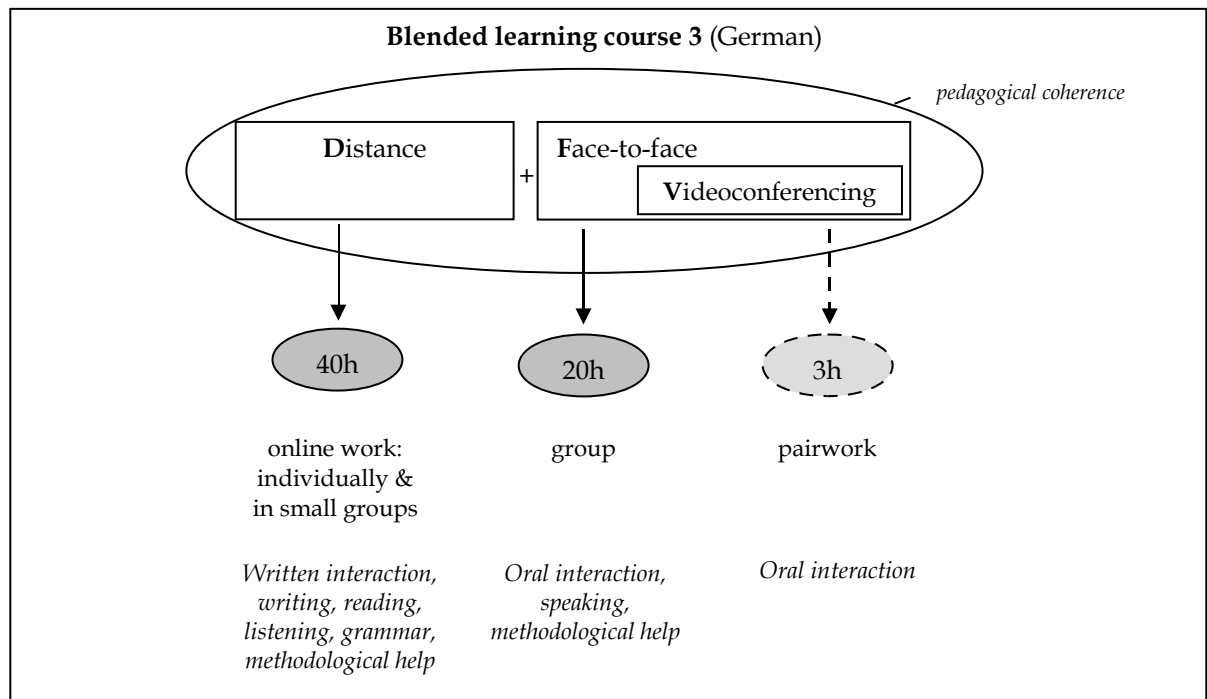 Blended learning course 3 (German)
pedagogical coherence
Distance
+
Face-to-face
Videoconferencing
40h
20h
3h
online work:
individually &
in small groups
group
pairwork
Written interaction,
writing, reading,
listening, grammar,
methodological help
Oral interaction,
speaking,
methodological help
Oral interaction